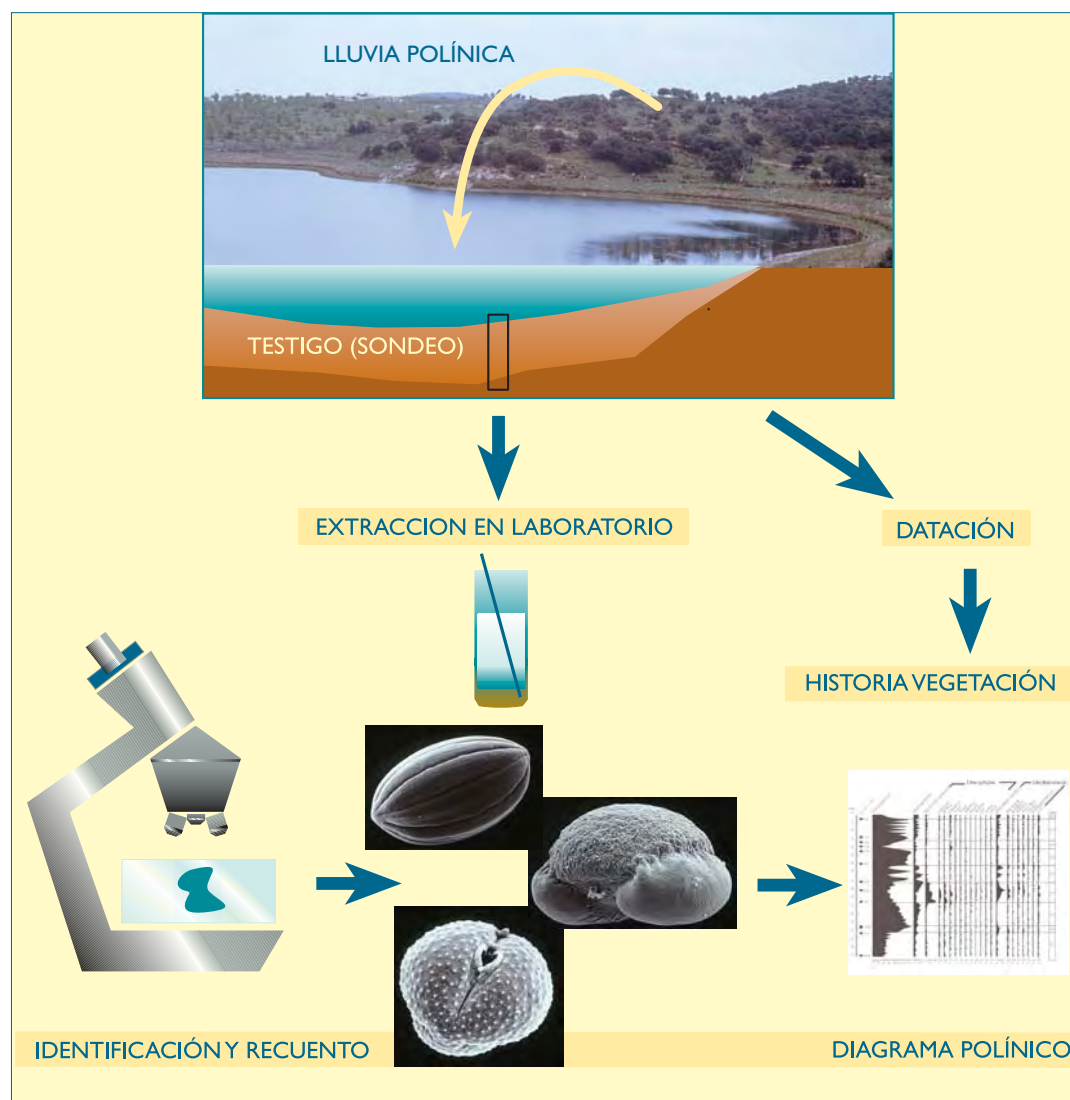 LLUVIA POLÍNICA
TESTIGO (SONDEO)
EXTRACCION EN LABORATORIO
DATACIÓN
HISTORIA VEGETACIÓN
IDENTIFICACIÓN Y RECUENTO
DIAGRAMA POLÍNICO